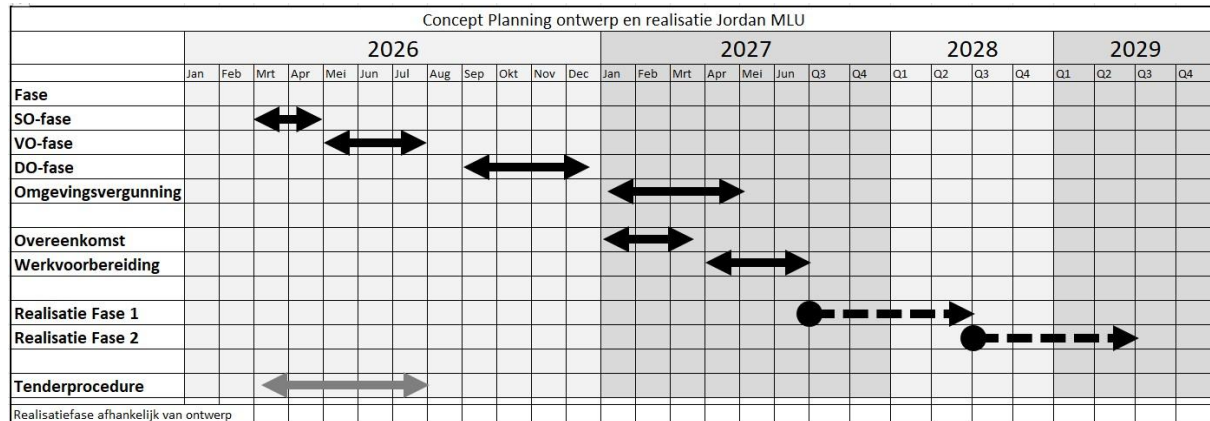 Concept Planning ontwerp en realisatie Jordan MLU
2026 2027 2028 2029
Jan Feb Mrt Apr Mei Jun Jul Aug Sep Okt Nov Dec Jan Feb Mrt Apr Mei Jun Q3 Q4 Q1 Q2 Q3 Q4 Q1 Q2 Q3 Q4
Fase
SO-fase
VO-fase
DO-fase
Omgevingsvergunning
Overeenkomst
Werkvoorbereiding
Realisatie Fase 1
Realisatie Fase 2
Tenderprocedure
Realisatiefase afhankelijk van ontwerp